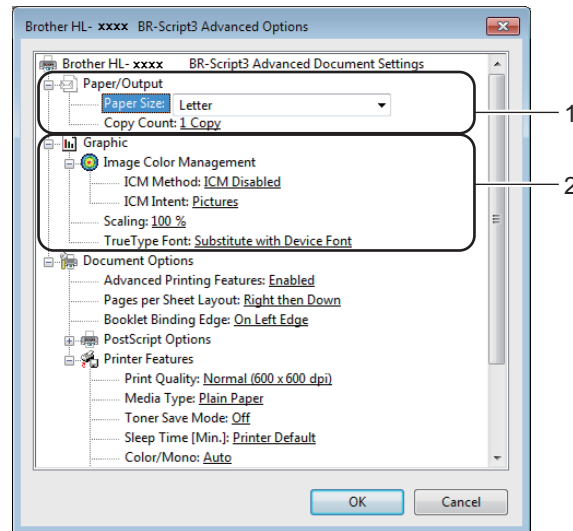 Brother HL- xxxx BR-Script3 Advanced Options
Brother HL- xxxx BR-Script3 Advanced Document Settings
Paper/Output
Paper Size: Letter
Copy Count: 1 Copy
1
Graphic
Image Color Management
ICM Method: ICM Disabled
2
ICM Intent: Pictures
Scaling: 100 %
TrueType Font: Substitute with Device Font
Document Options
Advanced Printing Features: Enabled
Pages per Sheet Layout: Right then Down
Booklet Binding Edge: On Left Edge
PostScript Options
Printer Features
Print Quality: Normal (600 x 600 dpi)
Media Type: Plain Paper
Toner Save Mode: Off
Sleep Time [Min.]: Printer Default
Color/Mono: Auto
OK Cancel